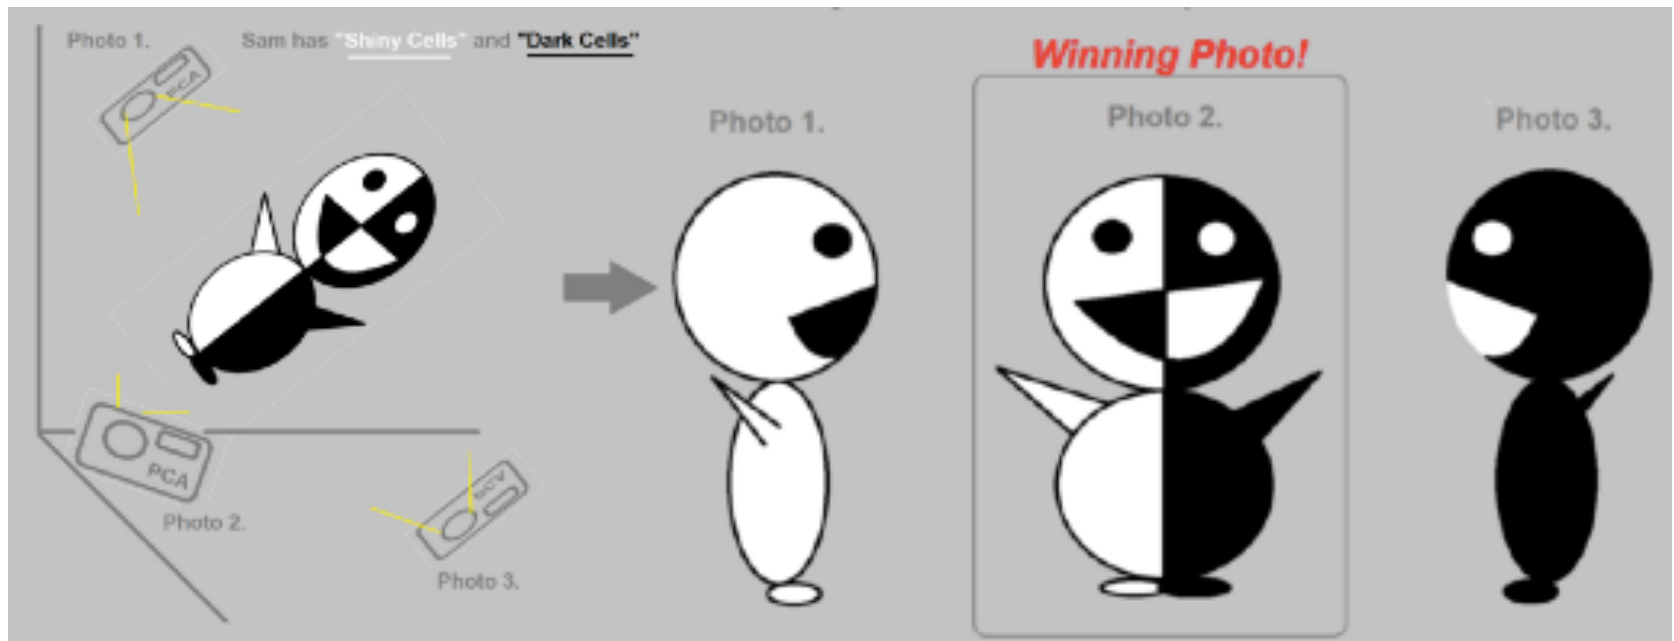 Photo 1.
Sam has "Shiny Cells" and "Dark Cells"
PCA
PCA
Photo 2.
PCA
Photo 3.
Winning Photo!
Photo 1.
Photo 2.
Photo 3.